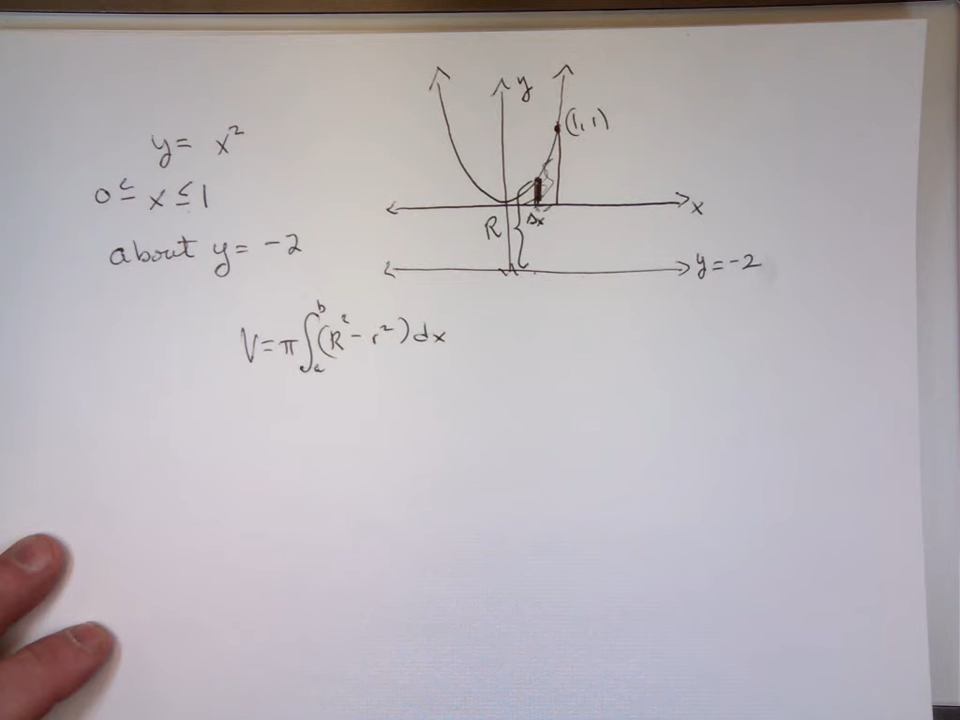 y = x²
0 ≤ x ≤ 1
about y = -2
y
(1,1)
x
Δx
R
y = -2
V = π∫ₐᵇ(R² - r²)dx